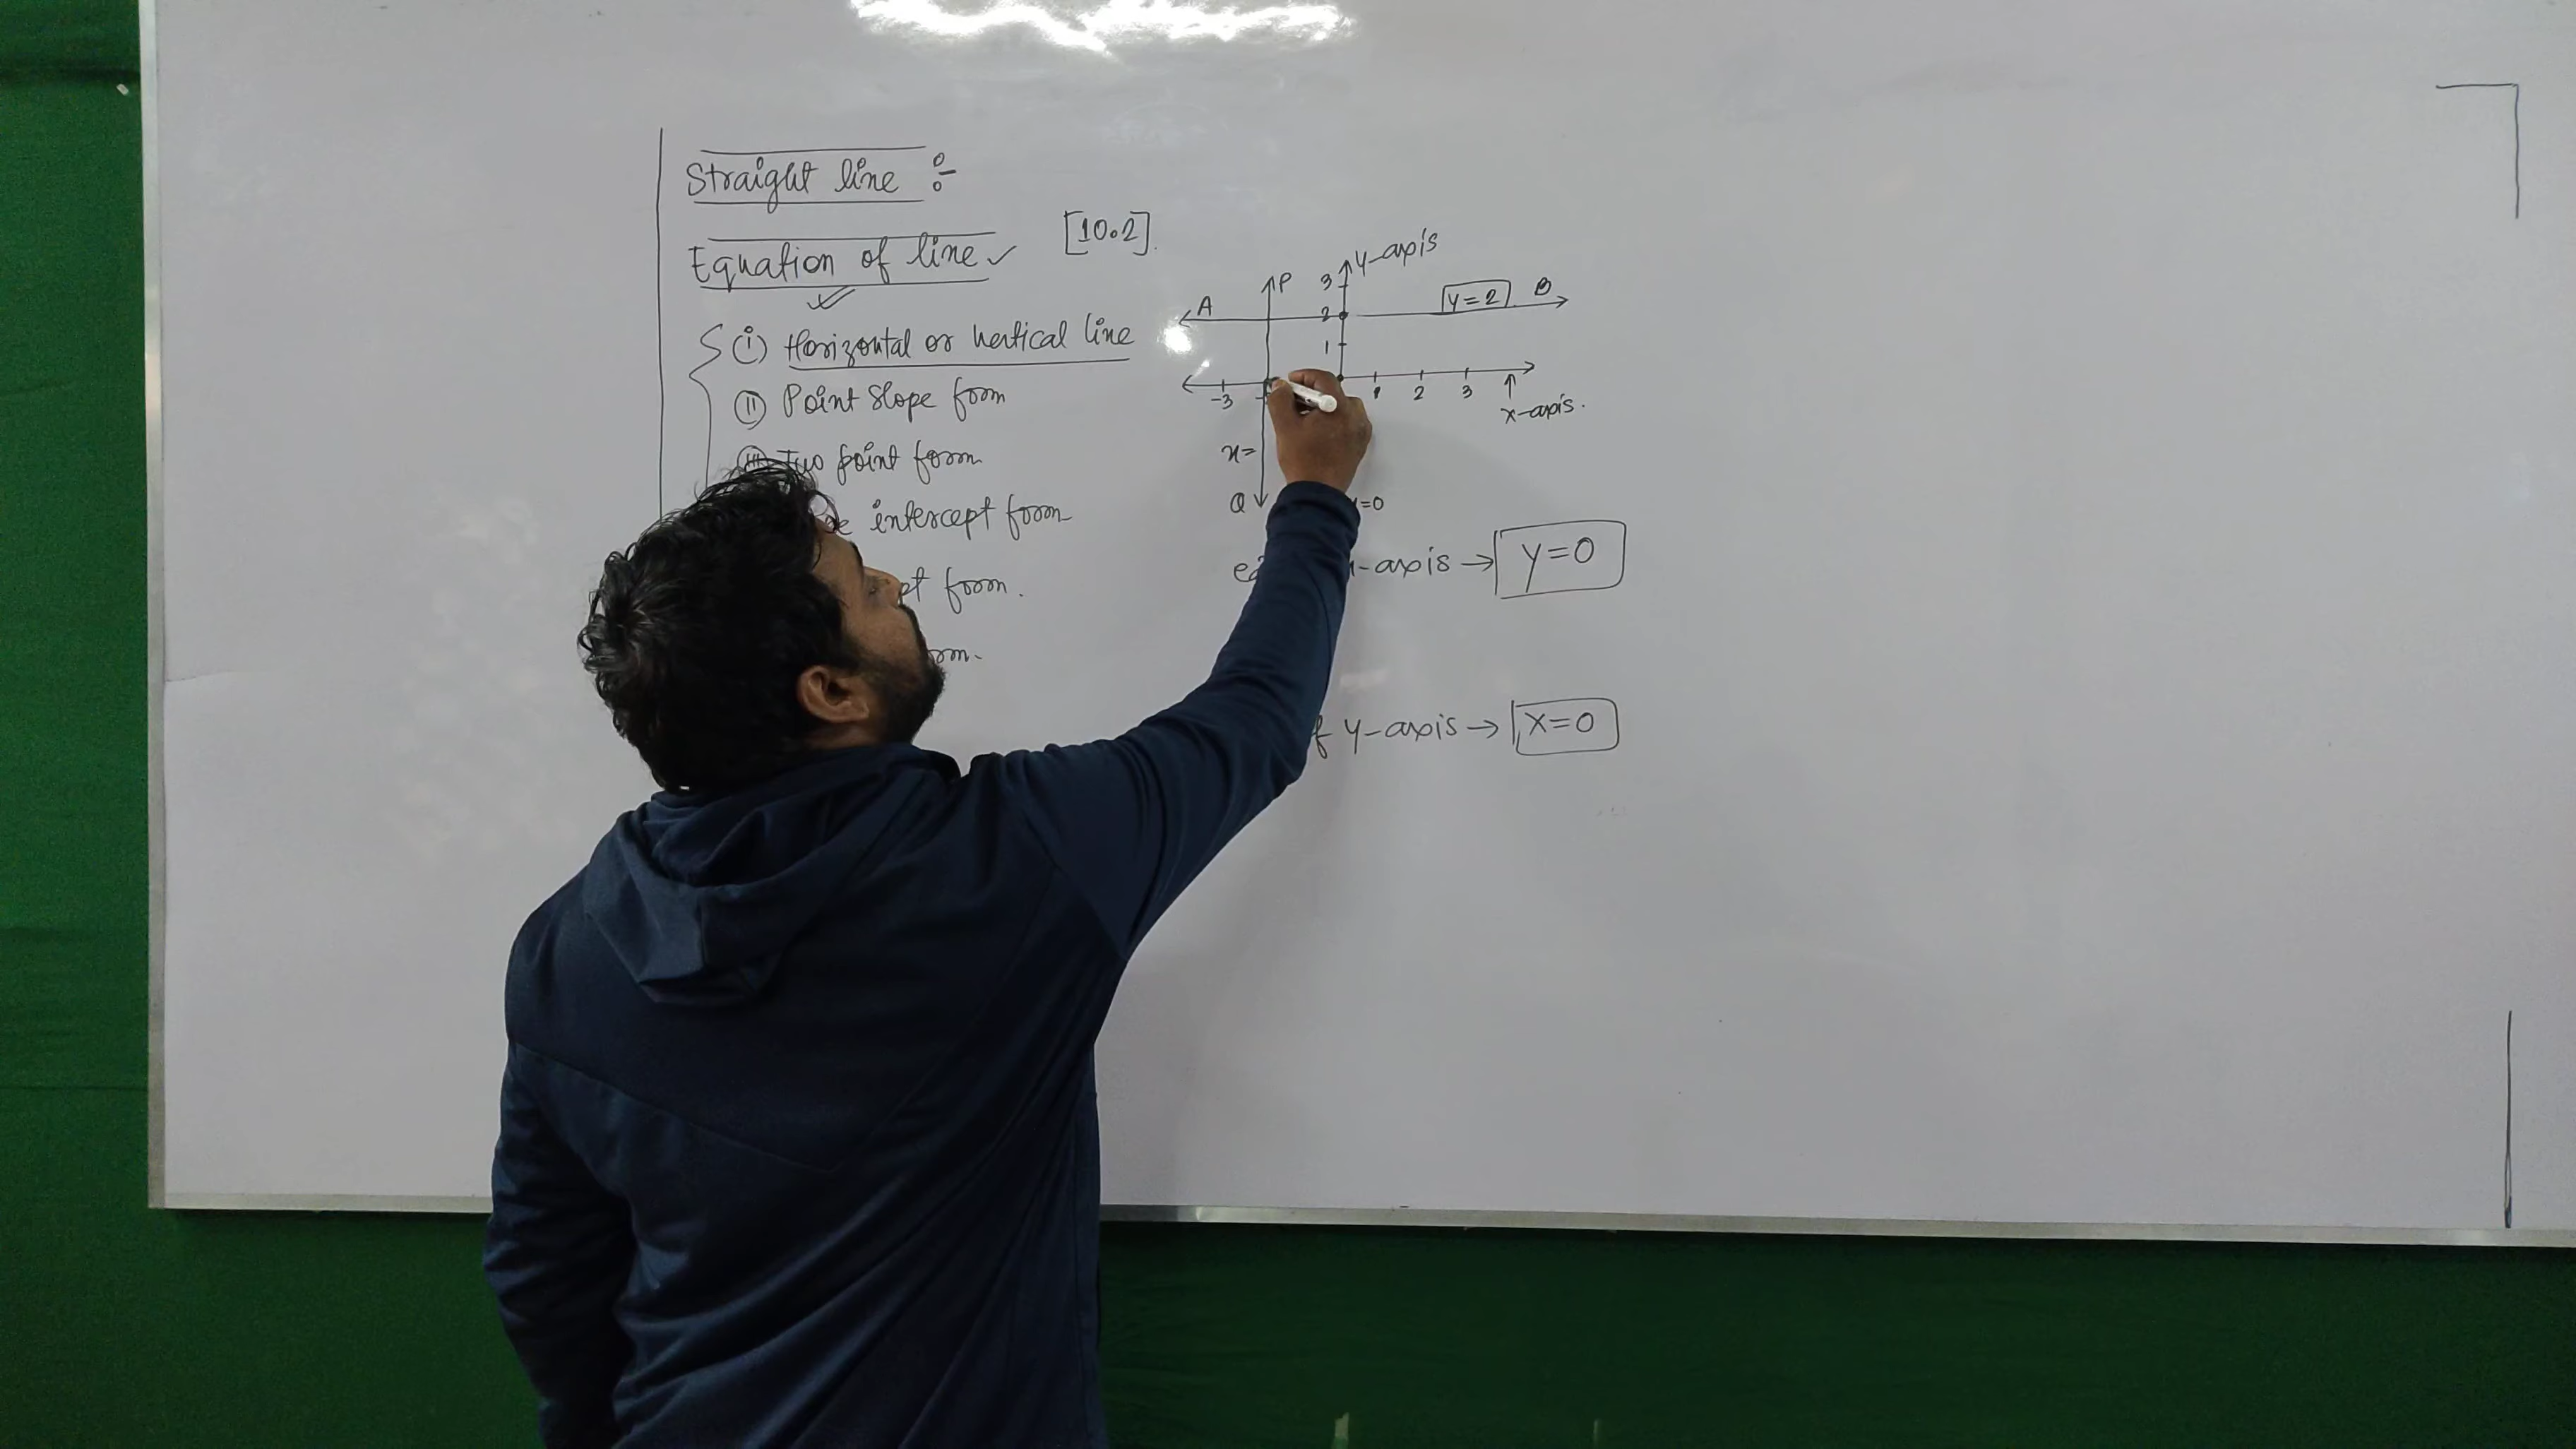 Straight line :-
Equation of line ✓ [10.2].
✓
(i) Horizontal or vertical line
(ii) Point slope form
(iii) Two point form
intercept form
form.
y-axis
P
3
A
y=2
B
2
1
-3
1 2 3
x-axis.
x=
Q
=0
x-axis → y=0
y-axis → x=0